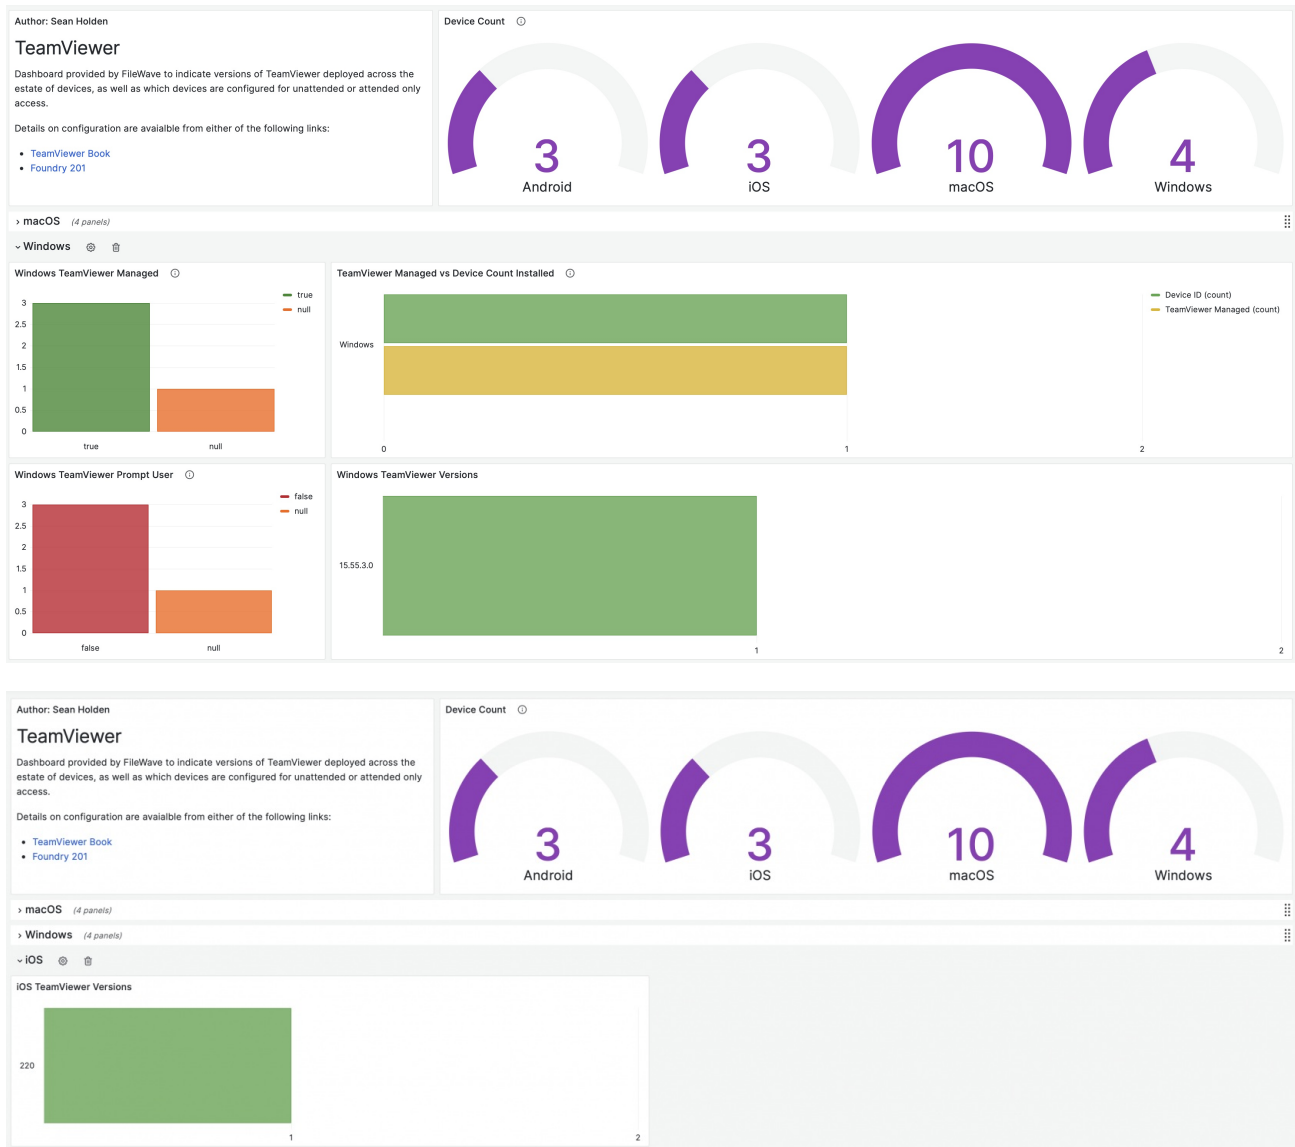 Author: Sean Holden
TeamViewer
Dashboard provided by FileWave to indicate versions of TeamViewer deployed across the
estate of devices, as well as which devices are configured for unattended or attended only
access.
Details on configuration are avaialble from either of the following links:
TeamViewer Book
Foundry 201
Device Count
3
Android
3
iOS
10
macOS
4
Windows
macOS (4 panels)
Windows
Windows TeamViewer Managed
3
2.5
2
1.5
1
0.5
0
true
null
true
null
TeamViewer Managed vs Device Count Installed
Windows
0
1
2
Device ID (count)
TeamViewer Managed (count)
Windows TeamViewer Prompt User
3
2.5
2
1.5
1
0.5
0
false
null
false
null
Windows TeamViewer Versions
15.55.3.0
1
2
Author: Sean Holden
TeamViewer
Dashboard provided by FileWave to indicate versions of TeamViewer deployed across the
estate of devices, as well as which devices are configured for unattended or attended only
access.
Details on configuration are avaialble from either of the following links:
TeamViewer Book
Foundry 201
Device Count
3
Android
3
iOS
10
macOS
4
Windows
macOS (4 panels)
Windows (4 panels)
iOS
iOS TeamViewer Versions
220
1
2